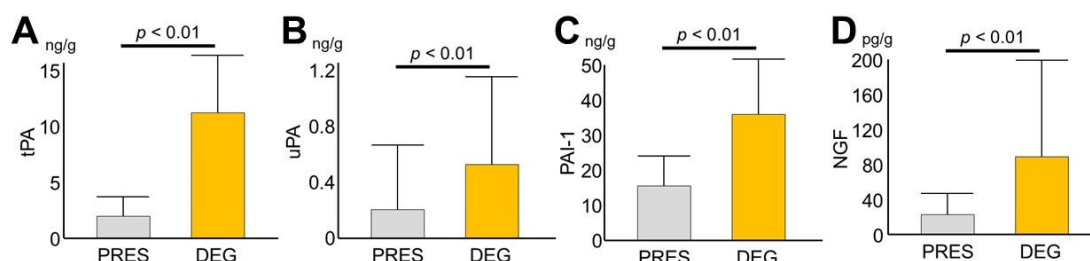 A
ng/g
p < 0.01
15
10
5
0
tPA
PRES
DEG
B
ng/g
p < 0.01
1.2
0.8
0.4
0
uPA
PRES
DEG
C
ng/g
p < 0.01
50
40
30
20
10
0
PAI-1
PRES
DEG
D
pg/g
p < 0.01
200
160
120
80
40
0
NGF
PRES
DEG